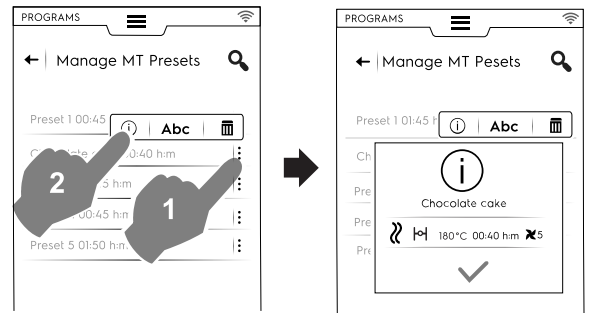 PROGRAMS
Manage MT Presets
Preset 1 00:45
Abc
0:40 h:m
2
5 h:m
1
00:45 h:m
Preset 5 01:50 h:m
PROGRAMS
Manage MT Pesets
Preset 1 01:45 h
Abc
Ch
i
Pre
Chocolate cake
Pre
180°C 00:40 h:m 5
Pre